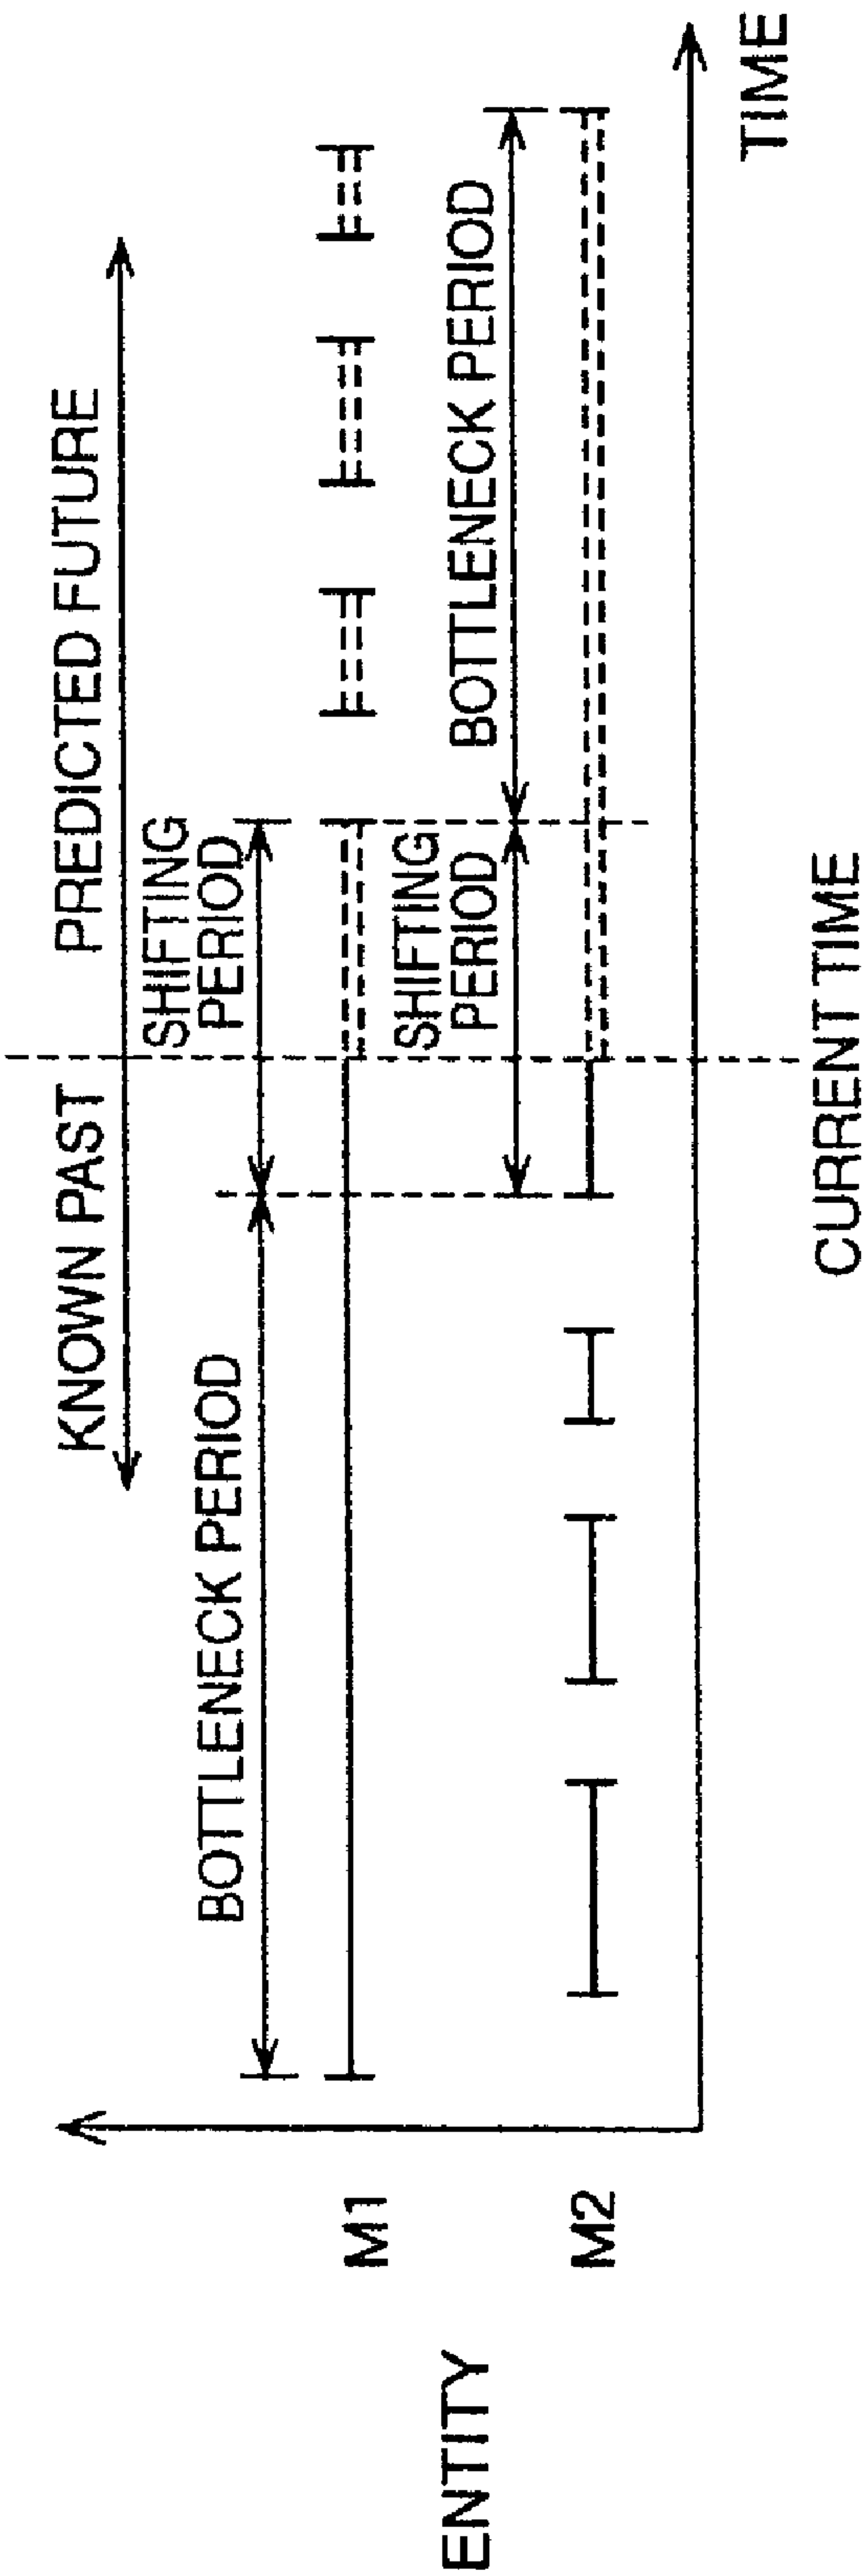 KNOWN PAST
PREDICTED FUTURE
BOTTLENECK PERIOD
SHIFTING
PERIOD
M1
SHIFTING
PERIOD
BOTTLENECK PERIOD
ENTITY
M2
TIME
CURRENT TIME